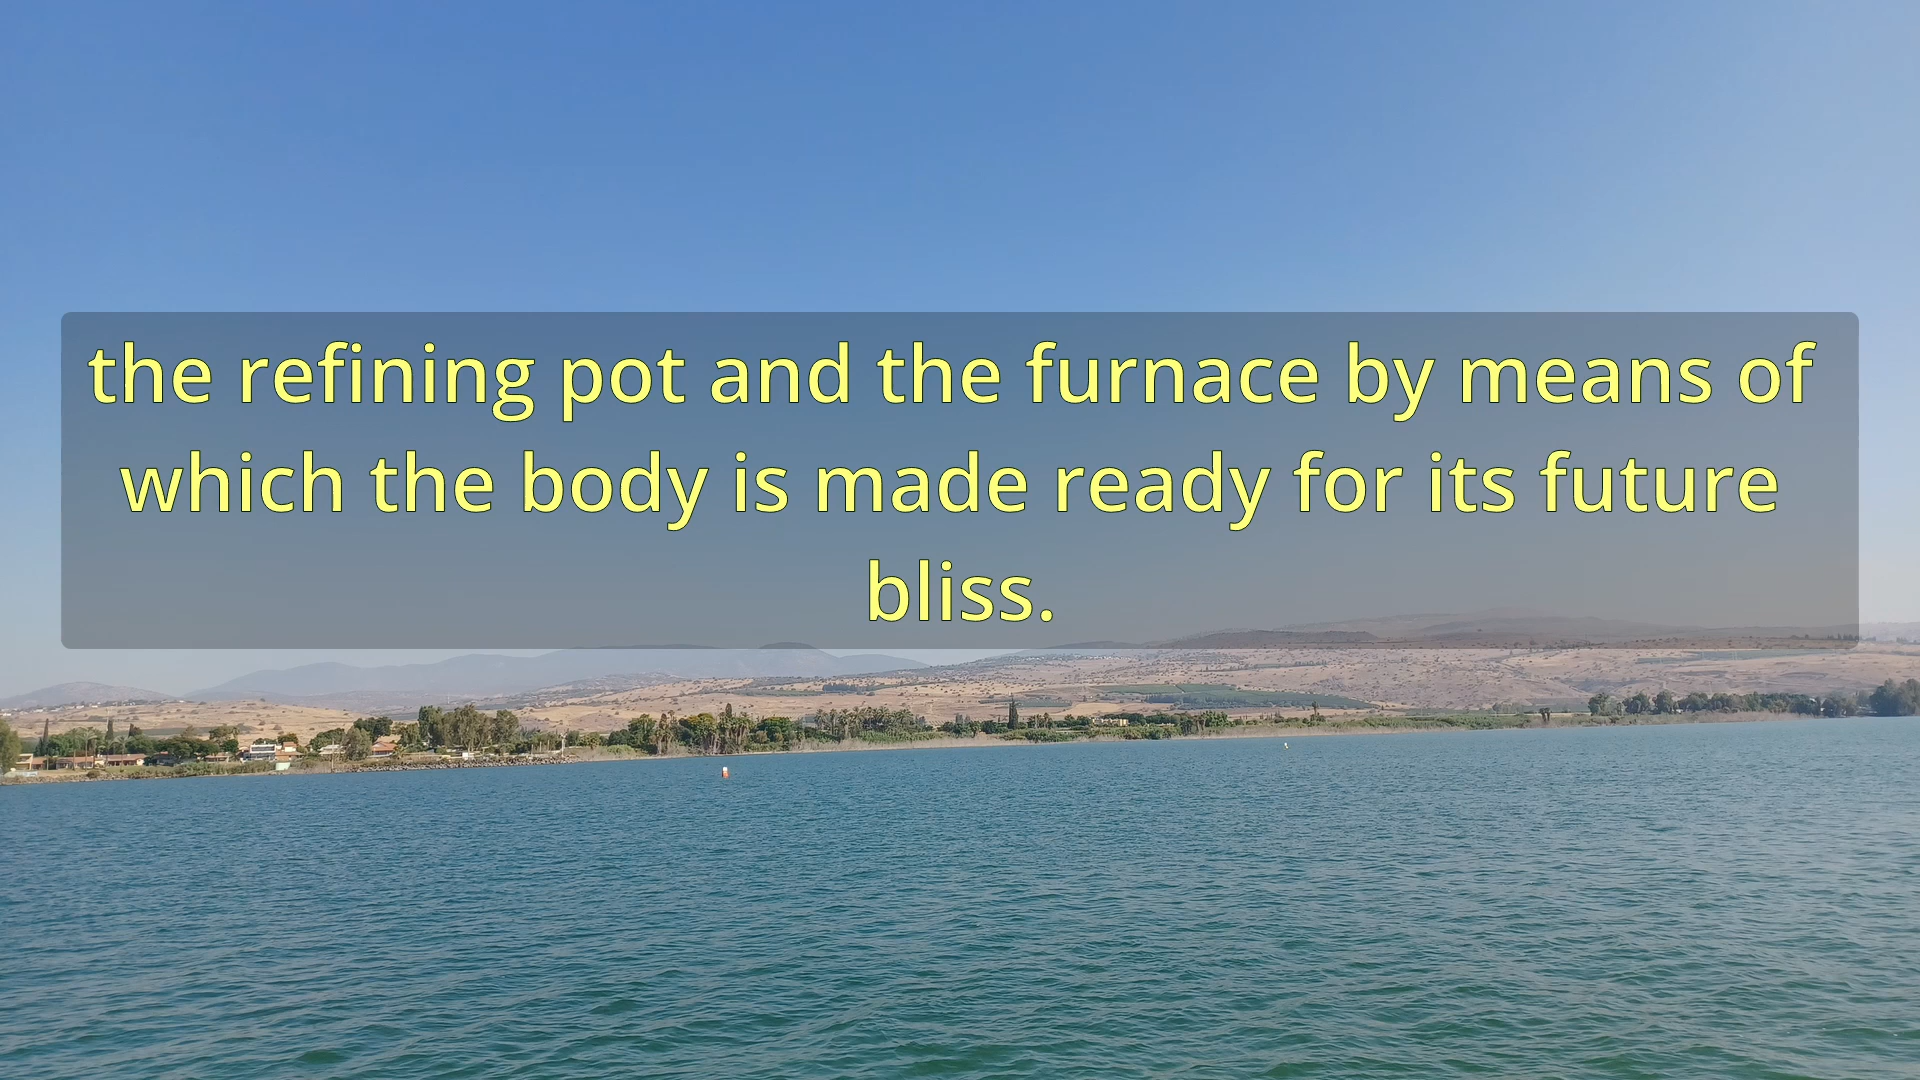 the refining pot and the furnace by means of
which the body is made ready for its future
bliss.